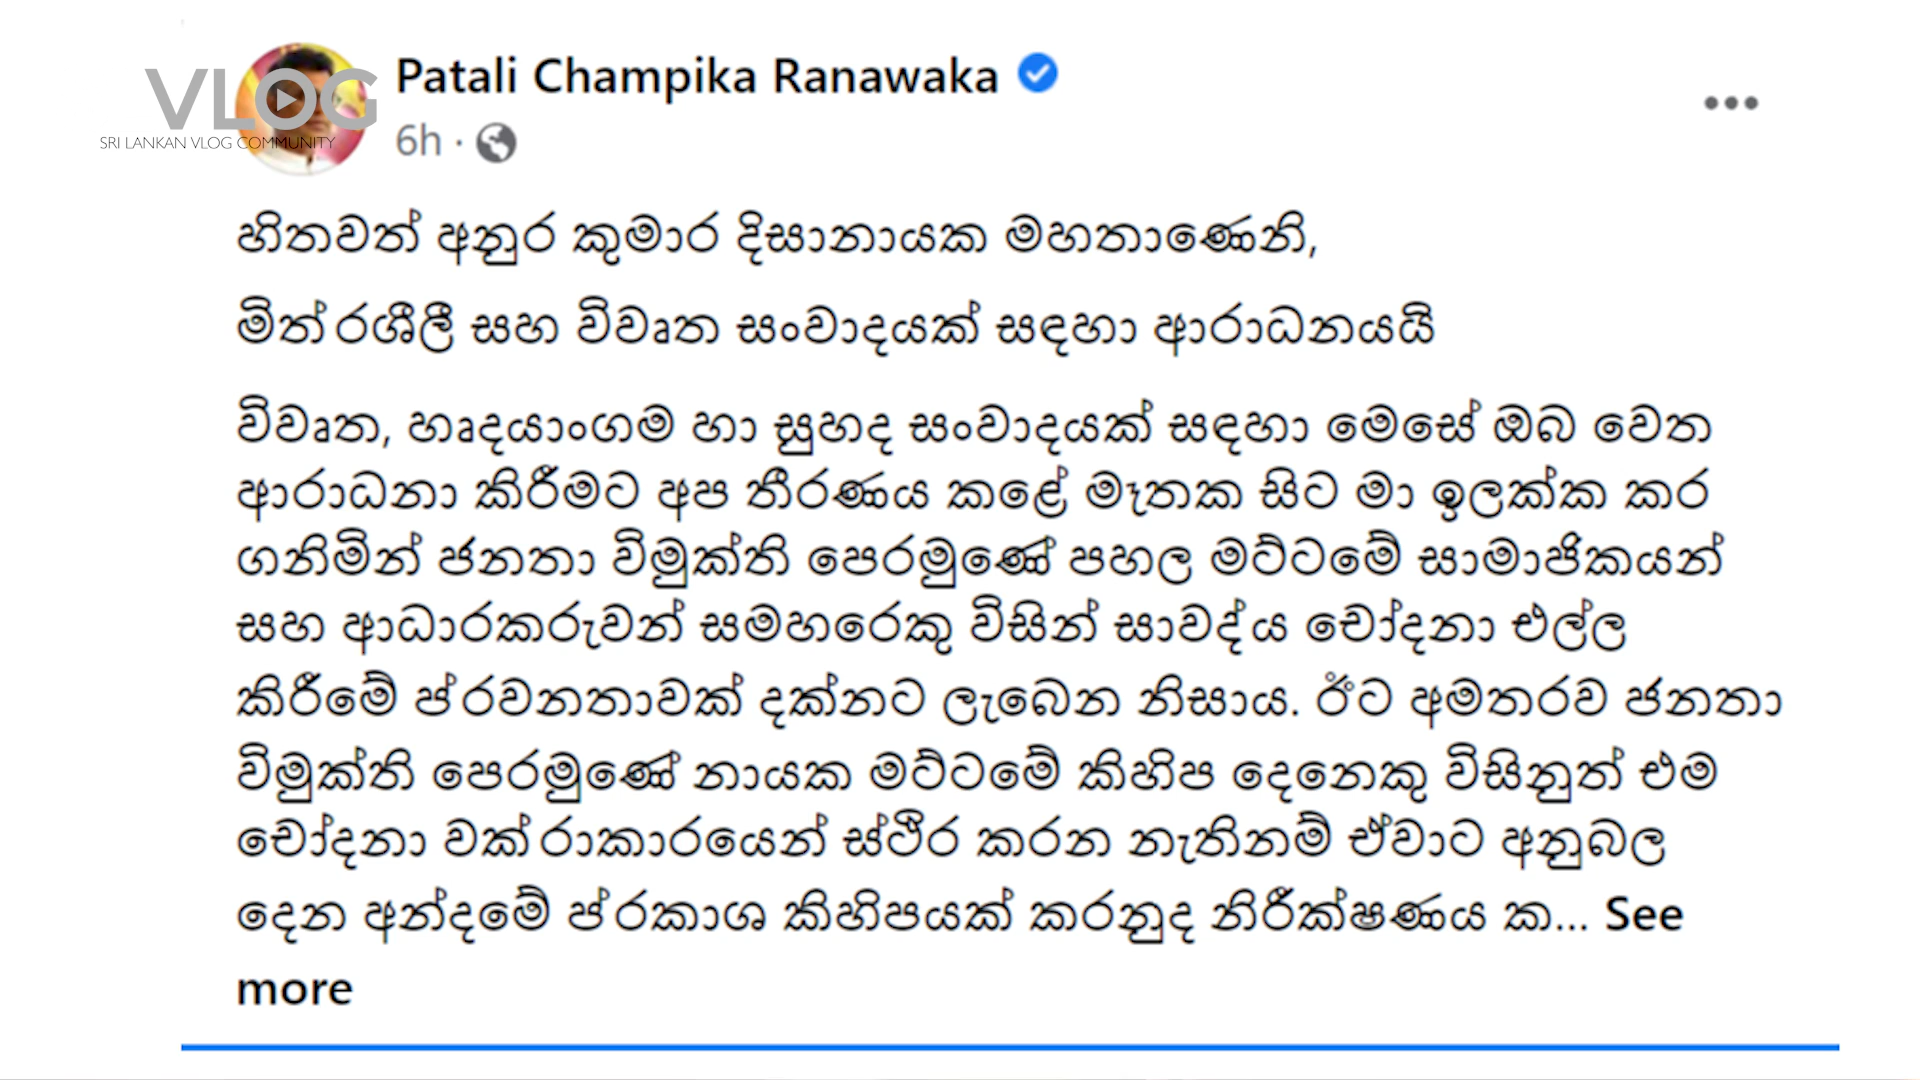 VLOG
SRI LANKAN VLOG COMMUNITY
Patali Champika Ranawaka
6h ·
හිතවත් අනුර කුමාර දිසානායක මහතාණෙනි,
මිත්‍රශීලී සහ විවෘත සංවාදයක් සඳහා ආරාධනයයි
විවෘත, හෘදයාංගම හා සුහද සංවාදයක් සඳහා මෙසේ ඔබ වෙත
ආරාධනා කිරීමට අප තීරණය කළේ මෑතක සිට මා ඉලක්ක කර
ගනිමින් ජනතා විමුක්ති පෙරමුණේ පහල මට්ටමේ සාමාජිකයන්
සහ ආධාරකරුවන් සමහරෙකු විසින් සාවද්‍ය චෝදනා එල්ල
කිරීමේ ප්‍රවනතාවක් දක්නට ලැබෙන නිසාය. ඊට අමතරව ජනතා
විමුක්ති පෙරමුණේ නායක මට්ටමේ කිහිප දෙනෙකු විසිනුත් එම
චෝදනා වක්‍රාකාරයෙන් ස්ථිර කරන නැතිනම් ඒවාට අනුබල
දෙන අන්දමේ ප්‍රකාශ කිහිපයක් කරනුද නිරීක්ෂණය ක... See
more